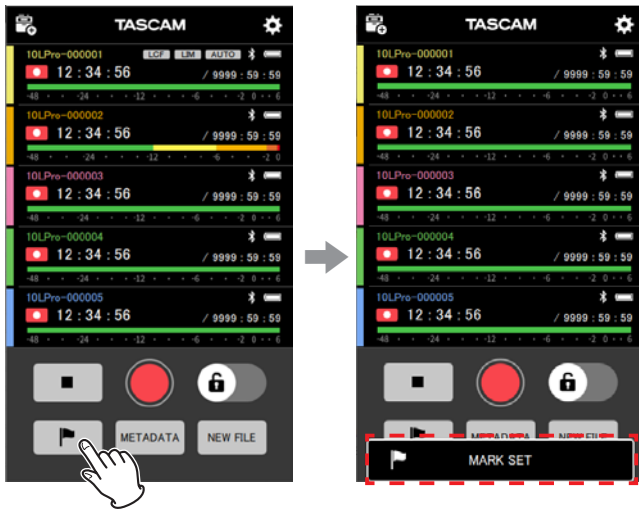 TASCAM
10LPro-000001 LCF LIM AUTO
12 : 34 : 56 / 9999 : 59 : 59
-48 -24 -12 -6 -2 0 6
10LPro-000002
12 : 34 : 56 / 9999 : 59 : 59
-48 -24 -12 -6 -2 0
10LPro-000003
12 : 34 : 56 / 9999 : 59 : 59
-48 -24 -12 -6 -2 0 6
10LPro-000004
12 : 34 : 56 / 9999 : 59 : 59
-48 -24 -12 -6 -2 0 6
10LPro-000005
12 : 34 : 56 / 9999 : 59 : 59
-48 -24 -12 -6 -2 0 6
METADATA NEW FILE
TASCAM
10LPro-000001
12 : 34 : 56 / 9999 : 59 : 59
-48 -24 -12 -6 -2 0 6
10LPro-000002
12 : 34 : 56 / 9999 : 59 : 59
-48 -24 -12 -6 -2 0 6
10LPro-000003
12 : 34 : 56 / 9999 : 59 : 59
-48 -24 -12 -6 -2 0 6
10LPro-000004
12 : 34 : 56 / 9999 : 59 : 59
-48 -24 -12 -6 -2 0 6
10LPro-000005
12 : 34 : 56 / 9999 : 59 : 59
-48 -24 -12 -6 -2 0 6
METADATA NEW FILE
MARK SET